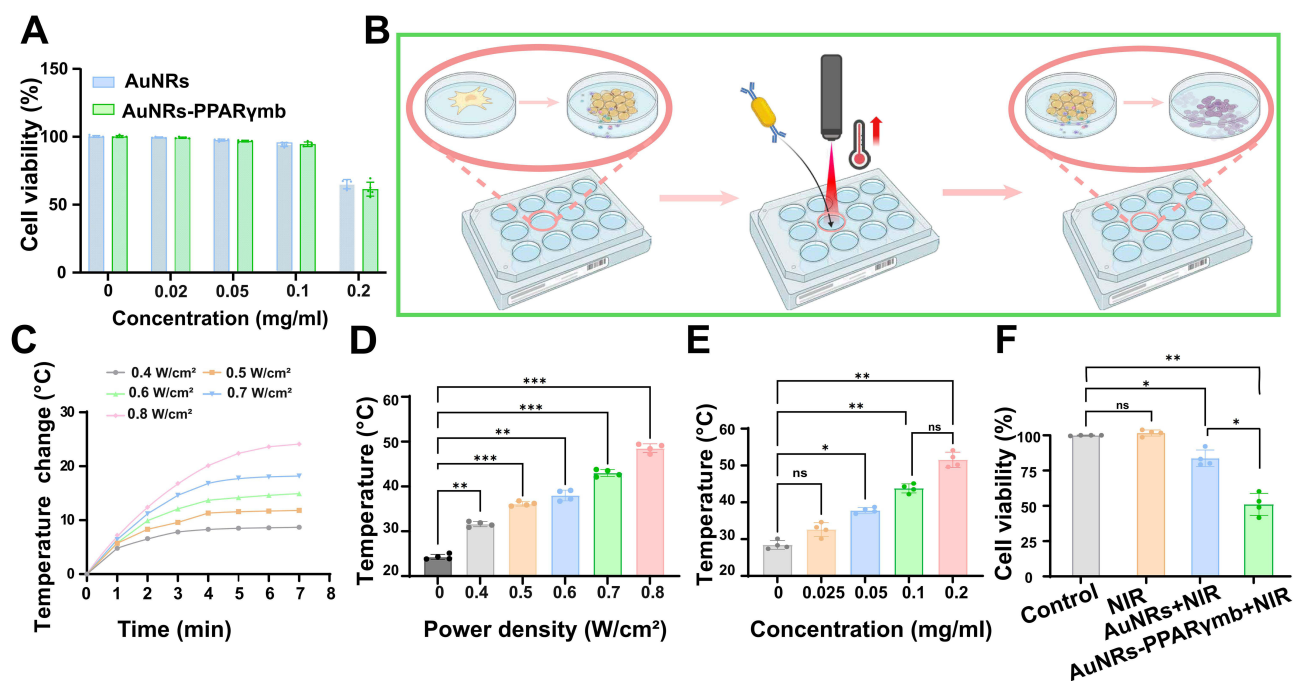 A
Cell viability (%)
150
100
50
0
AuNRs
AuNRs-PPARγmb
0 0.02 0.05 0.1 0.2
Concentration (mg/ml)
B
C
Temperature change (°C)
0.4 W/cm² 0.5 W/cm²
0.6 W/cm² 0.7 W/cm²
0.8 W/cm²
30
20
10
0
0 1 2 3 4 5 6 7 8
Time (min)
D
Temperature (°C)
60
50
40
30
20
***
***
**
***
**
0 0.4 0.5 0.6 0.7 0.8
Power density (W/cm²)
E
Temperature (°C)
60
50
40
30
20
**
**
ns
*
ns
0 0.025 0.05 0.1 0.2
Concentration (mg/ml)
F
Cell viability (%)
100
75
50
25
0
**
*
ns
*
Control
NIR
AuNRs+NIR
AuNRs-PPARγmb+NIR